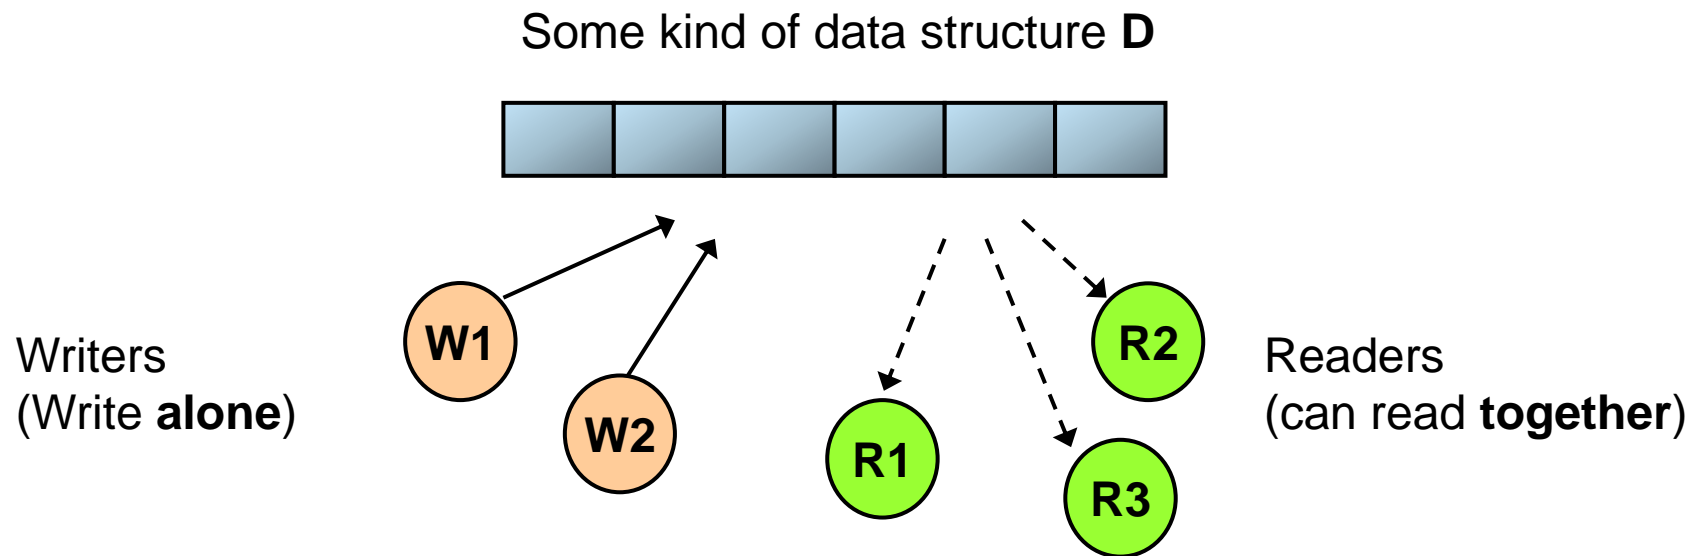 Some kind of data structure D
W1
W2
R1
R2
R3
Writers
(Write alone)
Readers
(can read together)